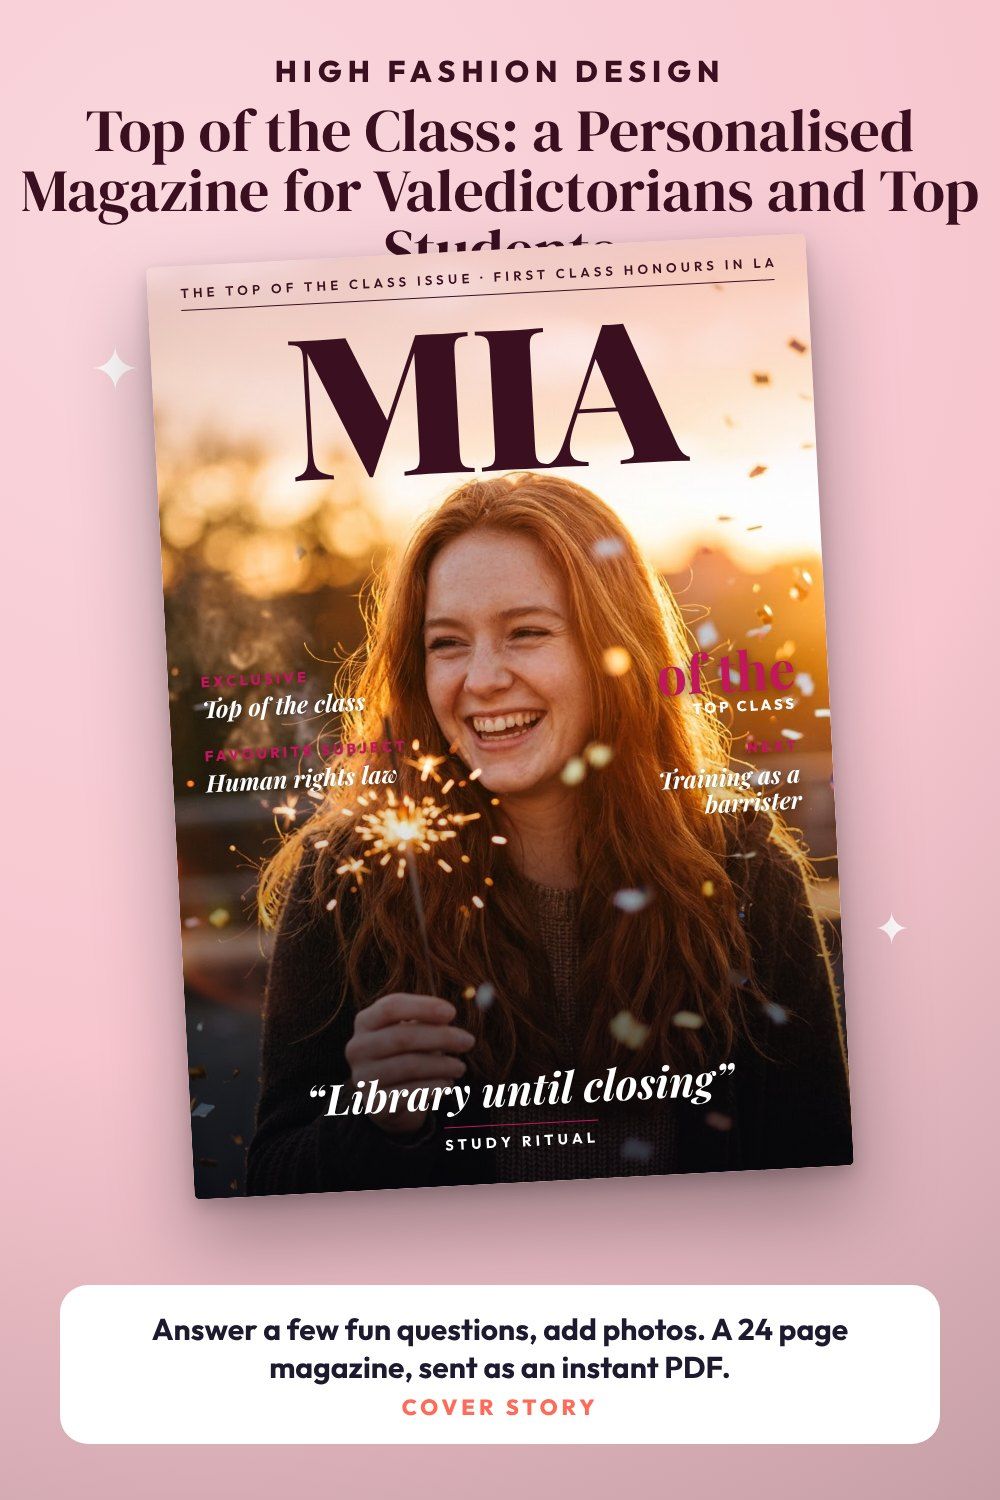 HIGH FASHION DESIGN
Top of the Class: a Personalised
Magazine for Valedictorians and Top
Students
THE TOP OF THE CLASS ISSUE · FIRST CLASS HONOURS IN LA
MIA
EXCLUSIVE
Top of the class
FAVOURITE SUBJECT
Human rights law
of the
TOP CLASS
NEXT
Training as a
barrister
“Library until closing”
STUDY RITUAL
Answer a few fun questions, add photos. A 24 page
magazine, sent as an instant PDF.
COVER STORY